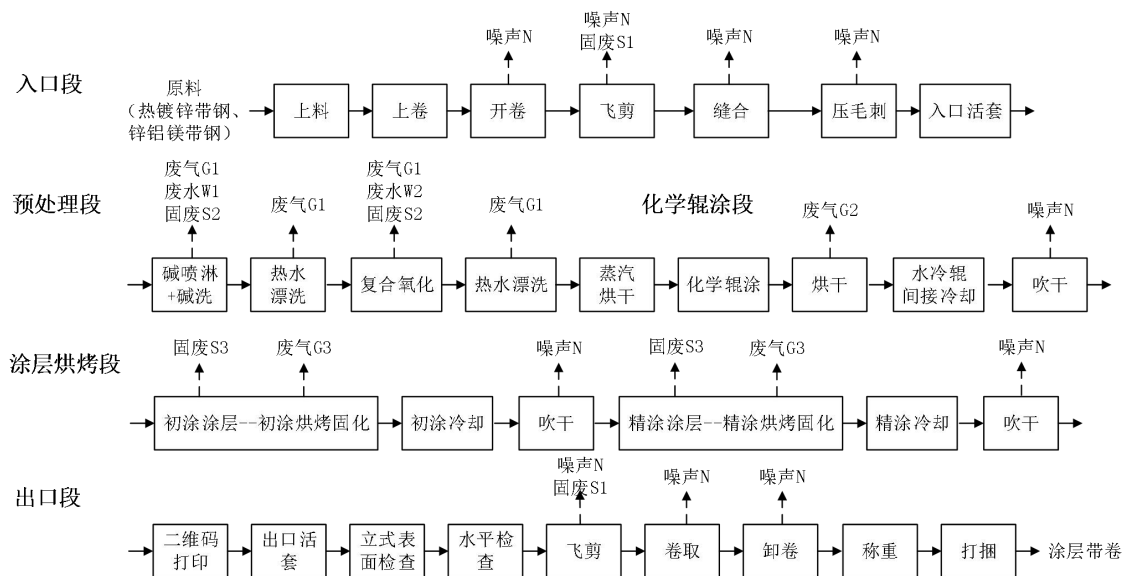 噪声N
噪声N
固废S1
噪声N
噪声N
入口段
原料
（热镀锌带钢、
锌铝镁带钢）
上料
上卷
开卷
飞剪
缝合
压毛刺
入口活套
预处理段
废气G1
废水W1
固废S2
废气G1
废气G1
废水W2
固废S2
废气G1
化学辊涂段
废气G2
噪声N
碱喷淋
+碱洗
热水
漂洗
复合氧化
热水漂洗
蒸汽
烘干
化学辊涂
烘干
水冷辊
间接冷却
吹干
涂层烘烤段
固废S3
废气G3
噪声N
固废S3
废气G3
噪声N
初涂涂层--初涂烘烤固化
初涂冷却
吹干
精涂涂层--精涂烘烤固化
精涂冷却
吹干
出口段
噪声N
固废S1
噪声N
噪声N
二维码
打印
出口活
套
立式表
面检查
水平检
查
飞剪
卷取
卸卷
称重
打捆
涂层带卷